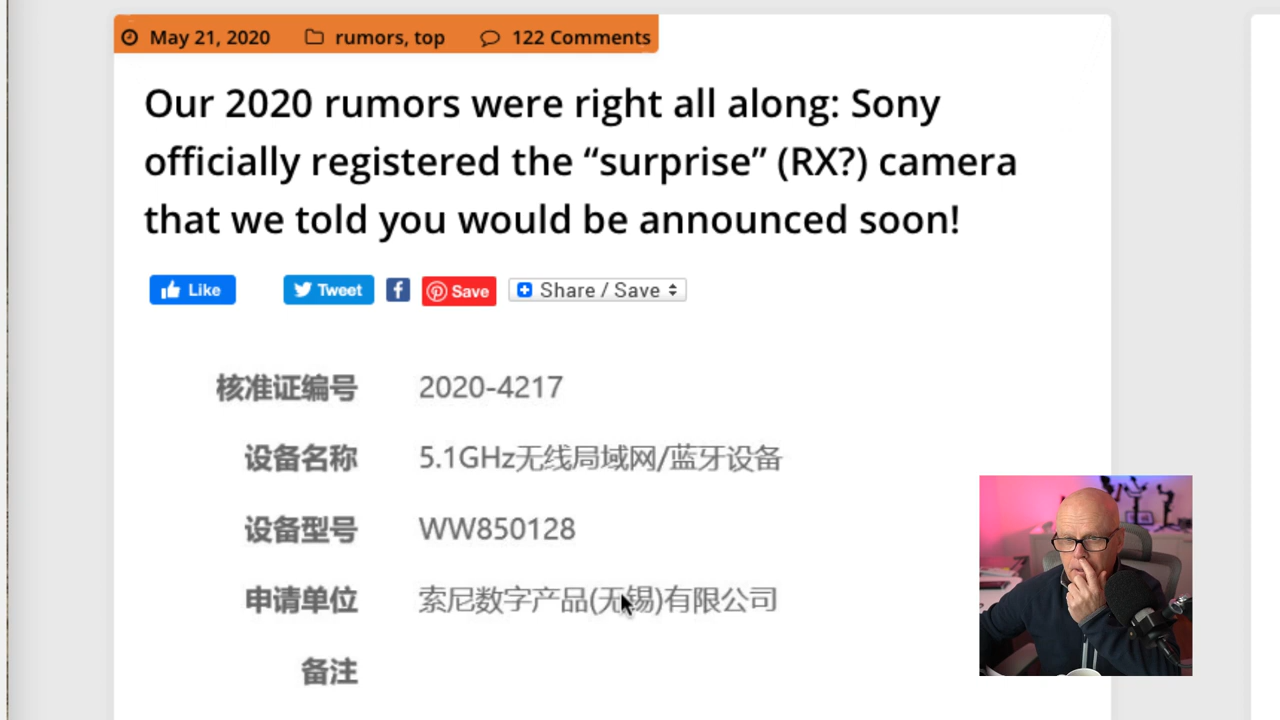 May 21, 2020 rumors, top 122 Comments
Our 2020 rumors were right all along: Sony
officially registered the “surprise” (RX?) camera
that we told you would be announced soon!
Like Tweet Save Share / Save
核准证编号 2020-4217
设备名称 5.1GHz无线局域网/蓝牙设备
设备型号 WW850128
申请单位 索尼数字产品(无锡)有限公司
备注